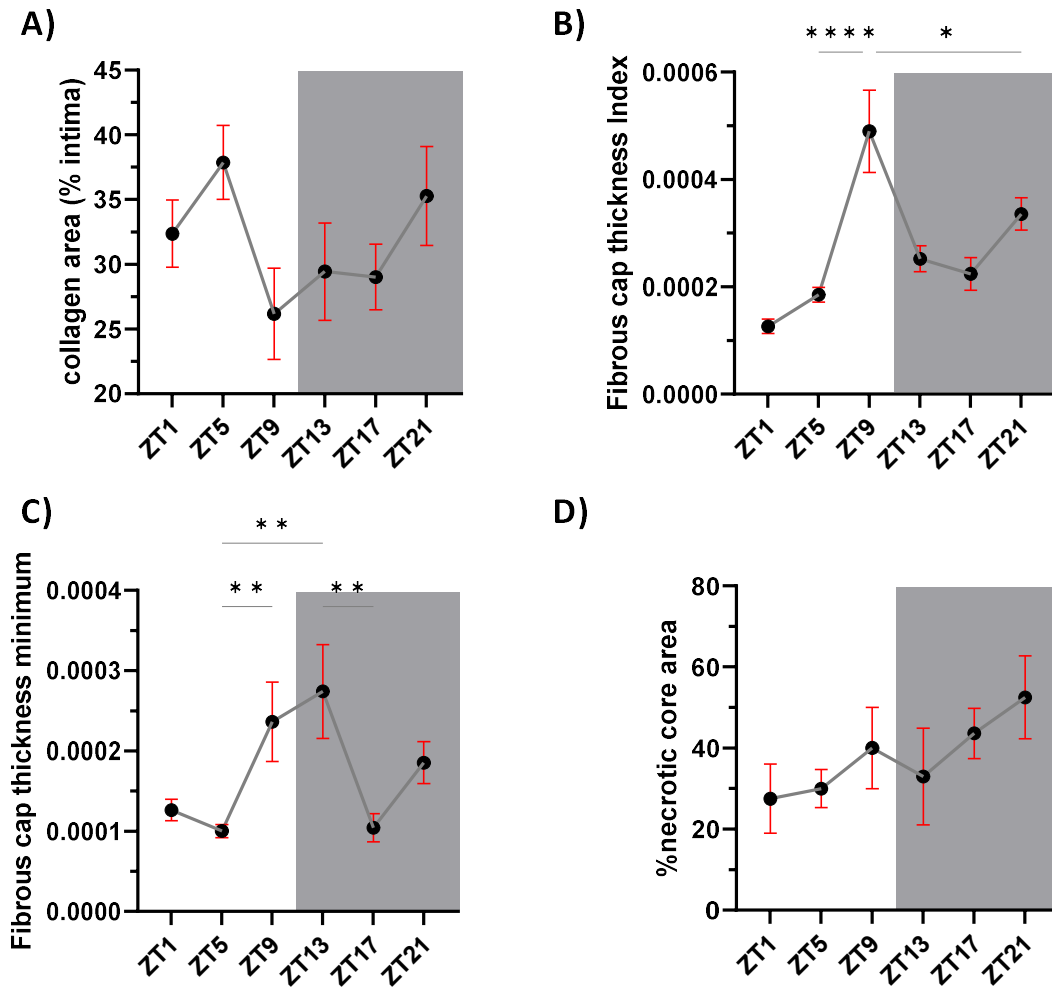 A)
collagen area (% intima)
45
40
35
30
25
20
ZT1
ZT5
ZT9
ZT13
ZT17
ZT21
B)
* * * *
*
Fibrous cap thickness Index
0.0006
0.0004
0.0002
0.0000
ZT1
ZT5
ZT9
ZT13
ZT17
ZT21
C)
* *
* *
* *
Fibrous cap thickness minimum
0.0004
0.0003
0.0002
0.0001
0.0000
ZT1
ZT5
ZT9
ZT13
ZT17
ZT21
D)
%necrotic core area
80
60
40
20
0
ZT1
ZT5
ZT9
ZT13
ZT17
ZT21